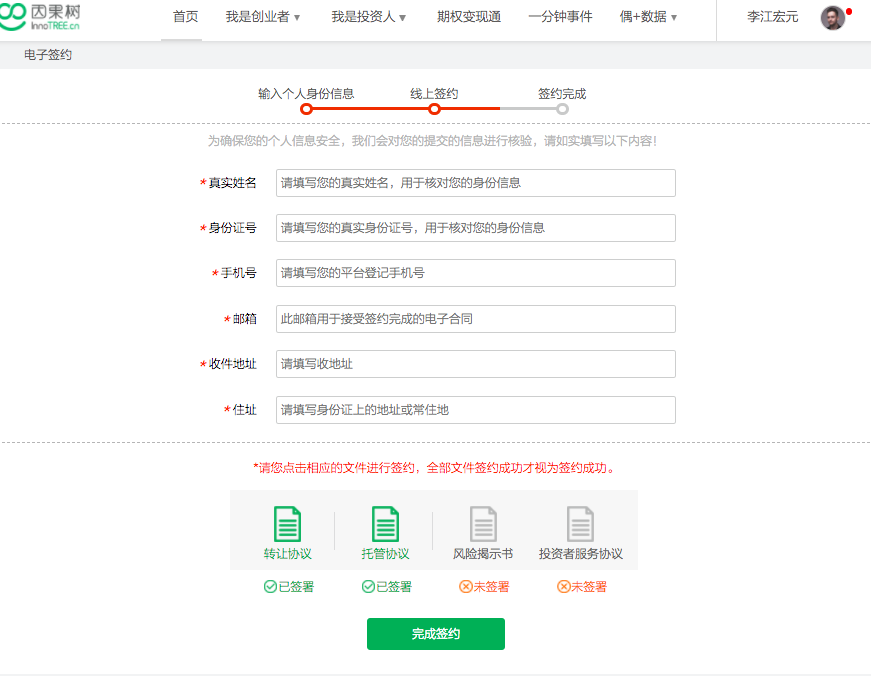 因果树
InnoTREE.cn
首页 我是创业者 ▼ 我是投资人 ▼ 期权变现通 一分钟事件 偶+数据 ▼ 李江宏元
电子签约
输入个人身份信息 线上签约 签约完成
为确保您的个人信息安全，我们会对您的提交的信息进行核验，请如实填写以下内容!
*真实姓名 请填写您的真实姓名，用于核对您的身份信息
*身份证号 请填写您的真实身份证号，用于核对您的身份信息
*手机号 请填写您的平台登记手机号
*邮箱 此邮箱用于接受签约完成的电子合同
*收件地址 请填写收地址
*住址 请填写身份证上的地址或常住地
*请您点击相应的文件进行签约，全部文件签约成功才视为签约成功。
转让协议 托管协议 风险揭示书 投资者服务协议
已签署 已签署 未签署 未签署
完成签约